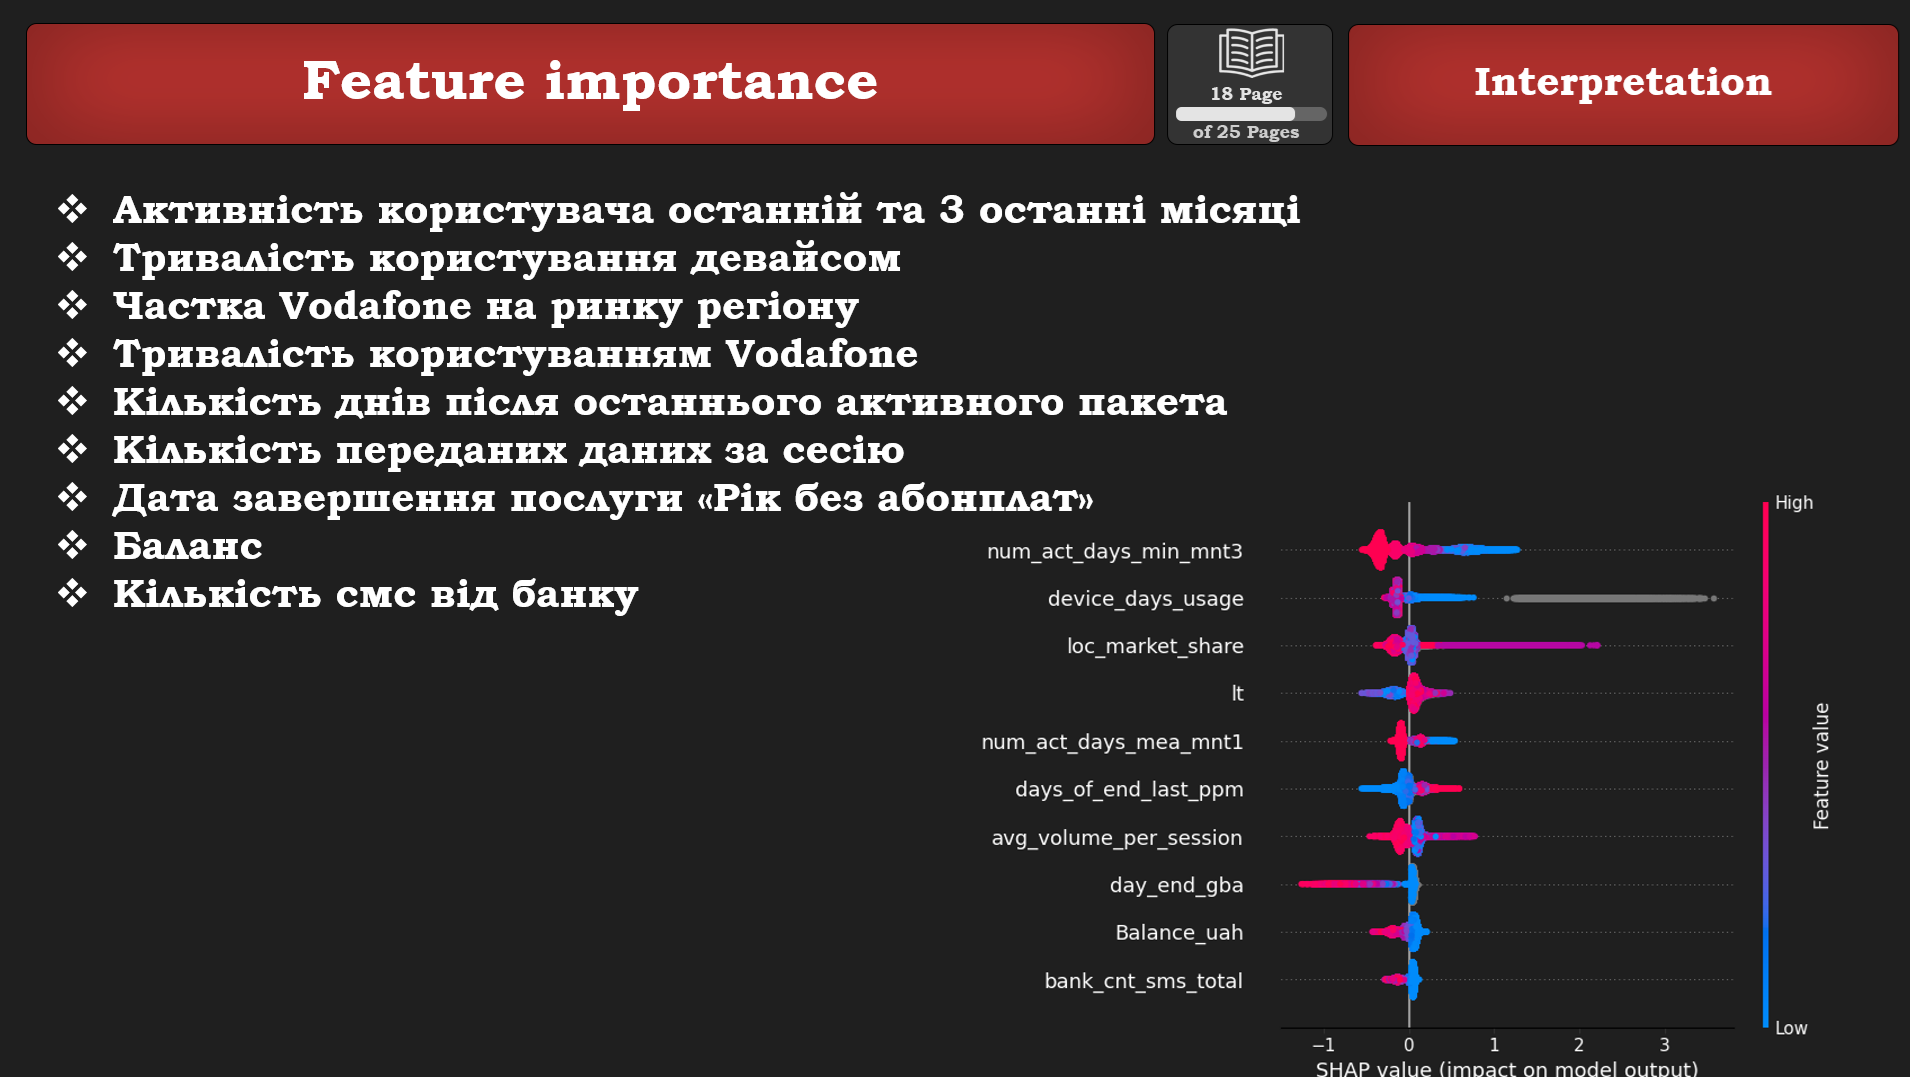 Feature importance
18 Page
of 25 Pages
Interpretation
Активність користувача останній та 3 останні місяці
Тривалість користування девайсом
Частка Vodafone на ринку регіону
Тривалість користуванням Vodafone
Кількість днів після останнього активного пакета
Кількість переданих даних за сесію
Дата завершення послуги «Рік без абонплат»
Баланс
Кількість смс від банку
High
num_act_days_min_mnt3
device_days_usage
loc_market_share
lt
num_act_days_mea_mnt1
days_of_end_last_ppm
avg_volume_per_session
day_end_gba
Balance_uah
bank_cnt_sms_total
Feature value
Low
−1 0 1 2 3
SHAP value (impact on model output)